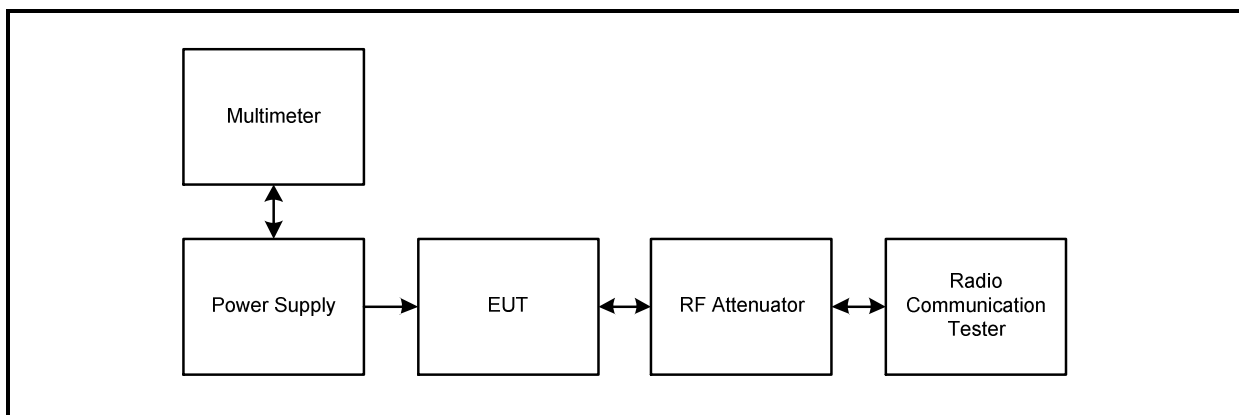 Multimeter
Power Supply
EUT
RF Attenuator
Radio
Communication
Tester